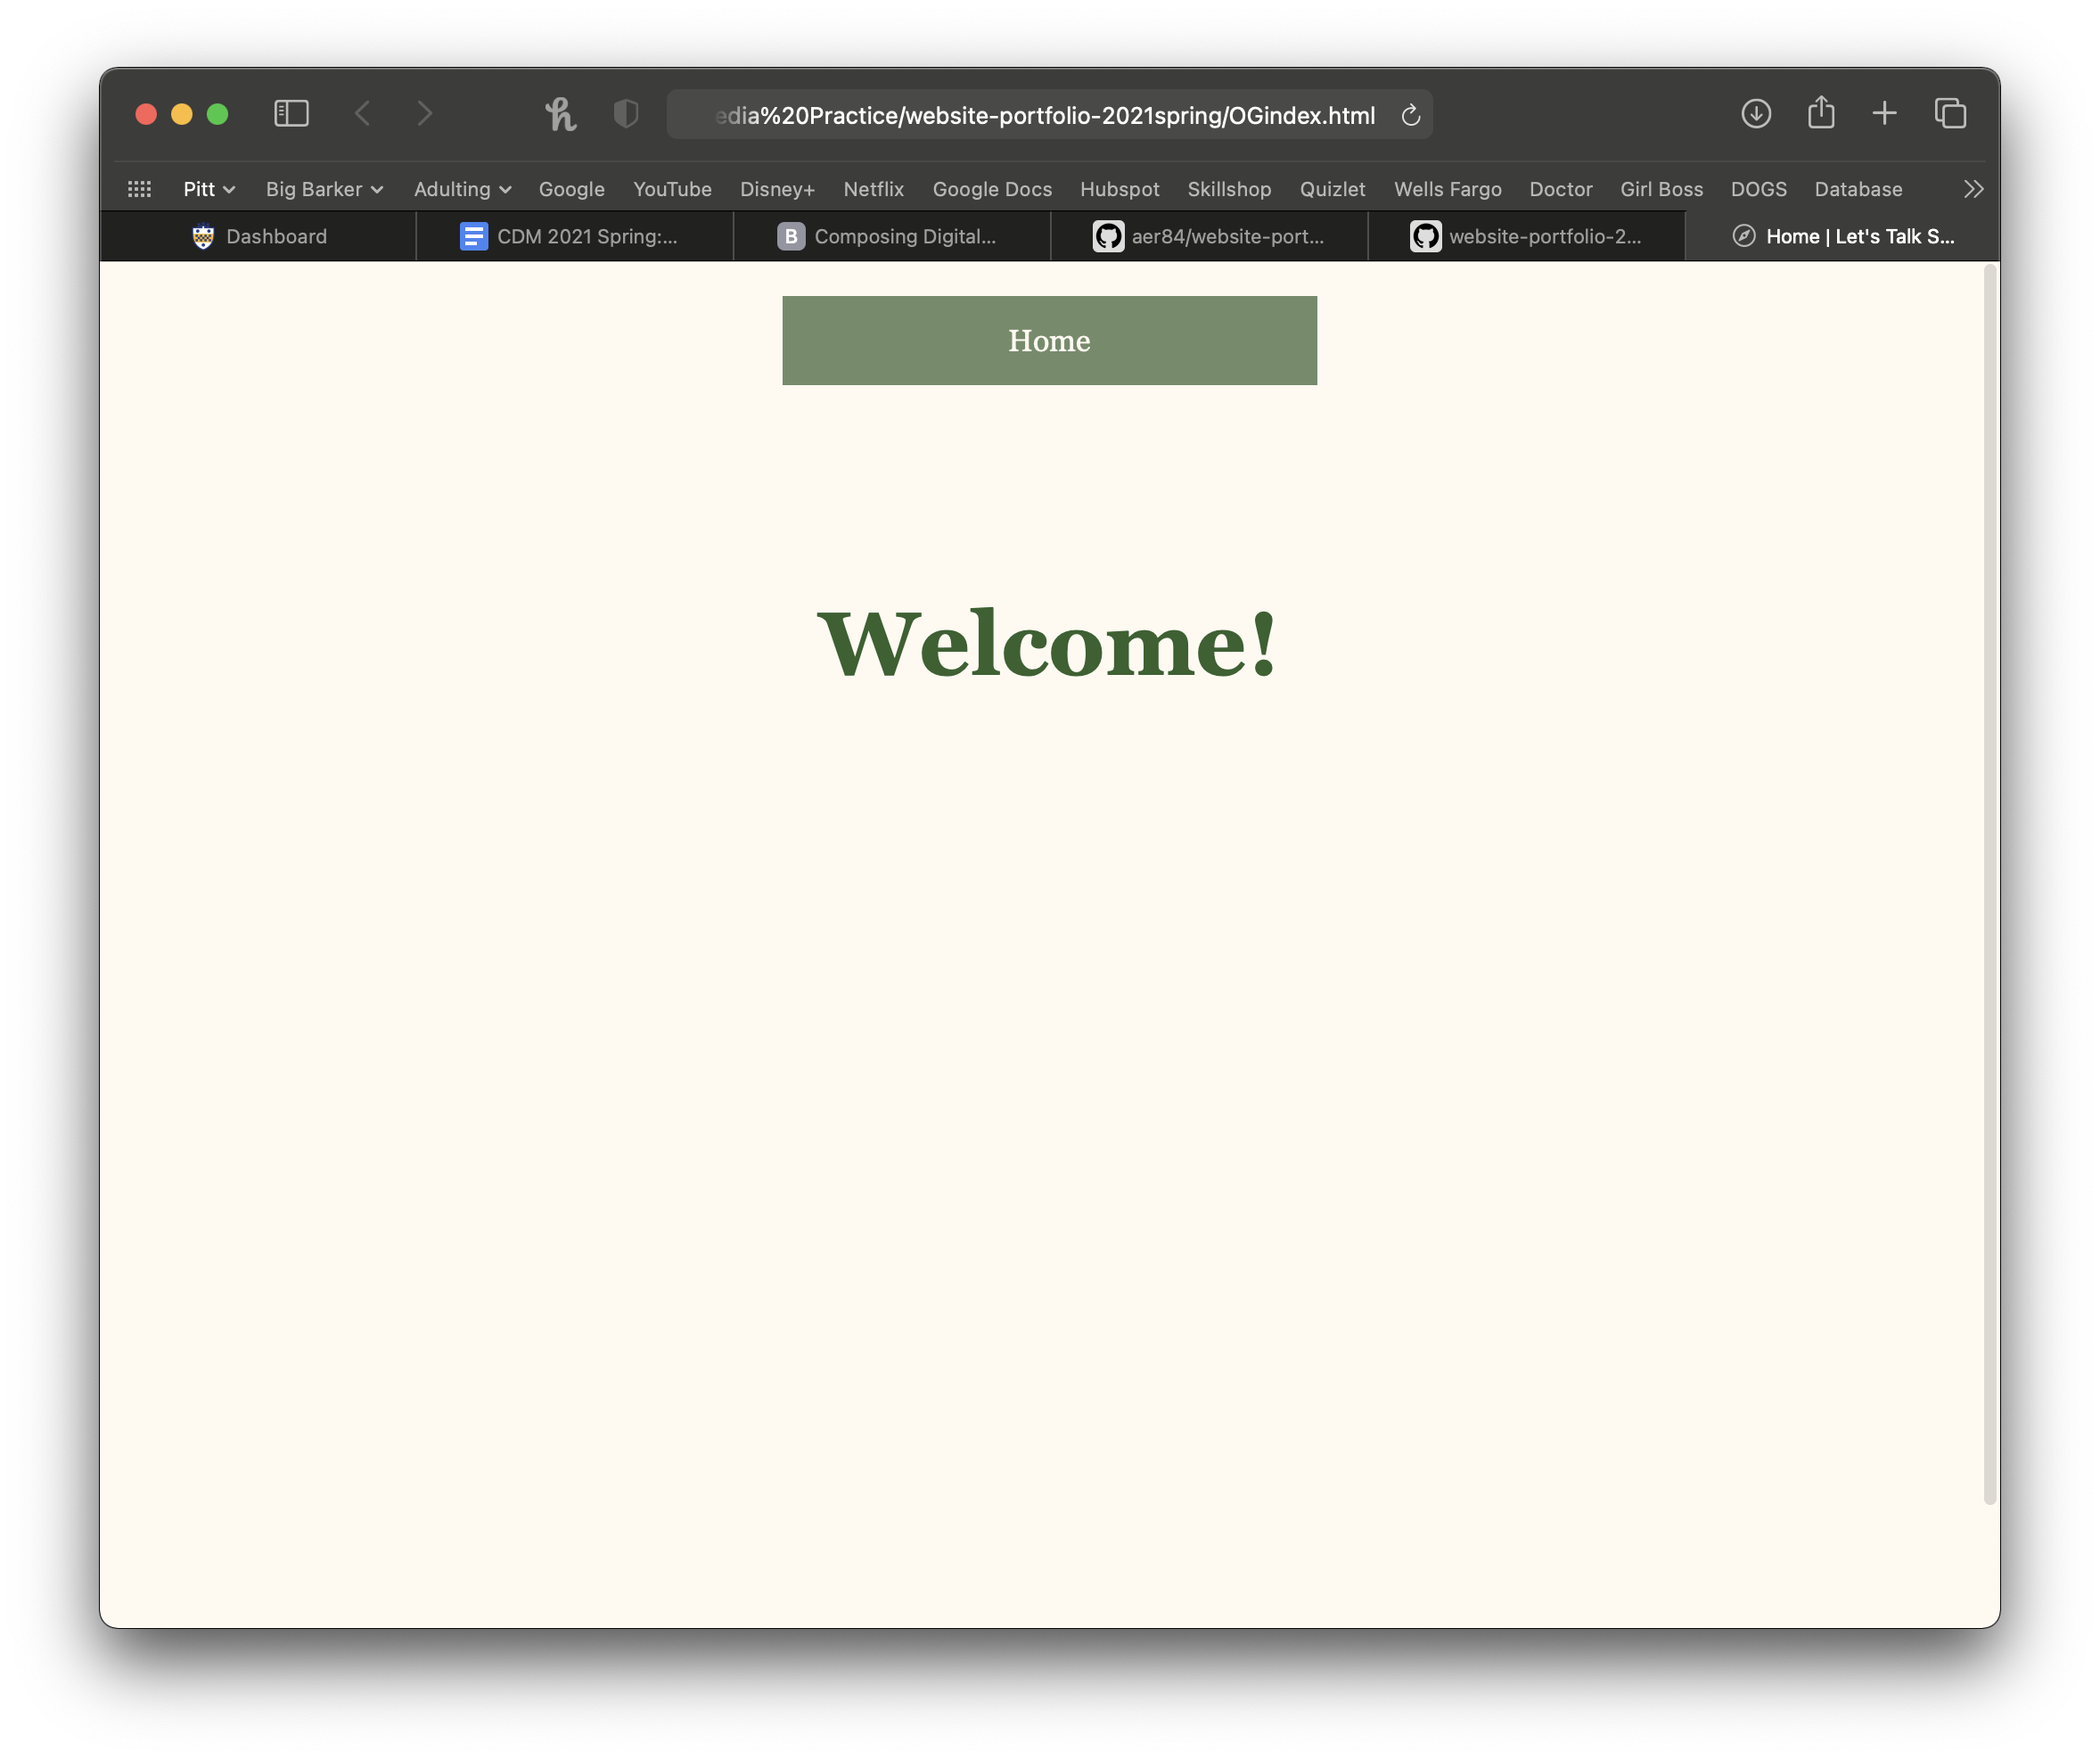 edia%20Practice/website-portfolio-2021spring/OGindex.html
Pitt Big Barker Adulting Google YouTube Disney+ Netflix Google Docs Hubspot Skillshop Quizlet Wells Fargo Doctor Girl Boss DOGS Database
Dashboard CDM 2021 Spring:... B Composing Digital... aer84/website-port... website-portfolio-2... Home | Let's Talk S...
Home
Welcome!